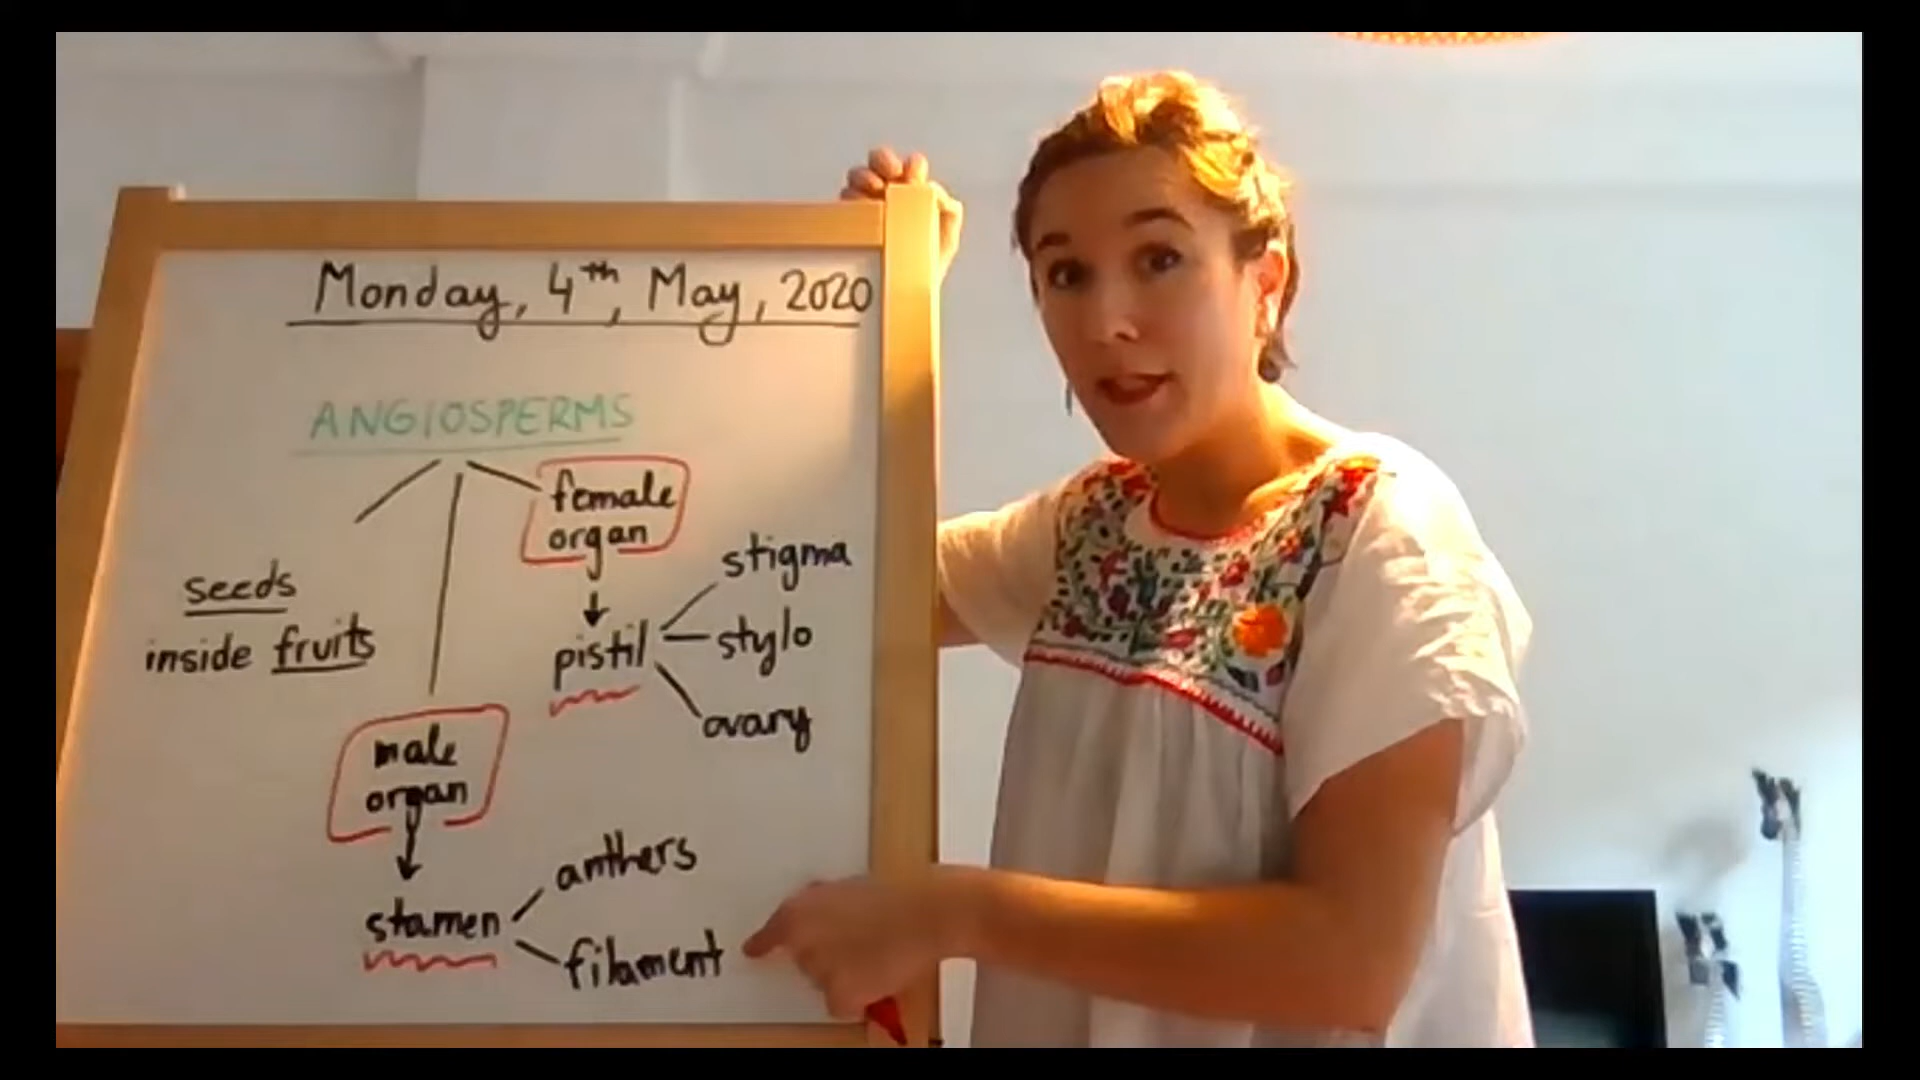 Monday, 4th, May, 2020
ANGIOSPERMS
female
organ
seeds
inside fruits
pistil
stigma
stylo
ovary
male
organ
stamen
anthers
filament